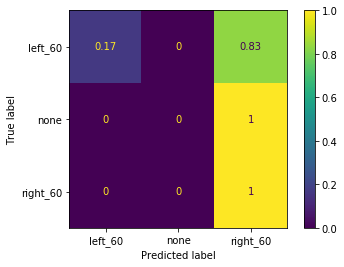 left_60 0.17 0 0.83
none 0 0 1
right_60 0 0 1
left_60 none right_60
Predicted label
True label
1.0
0.8
0.6
0.4
0.2
0.0